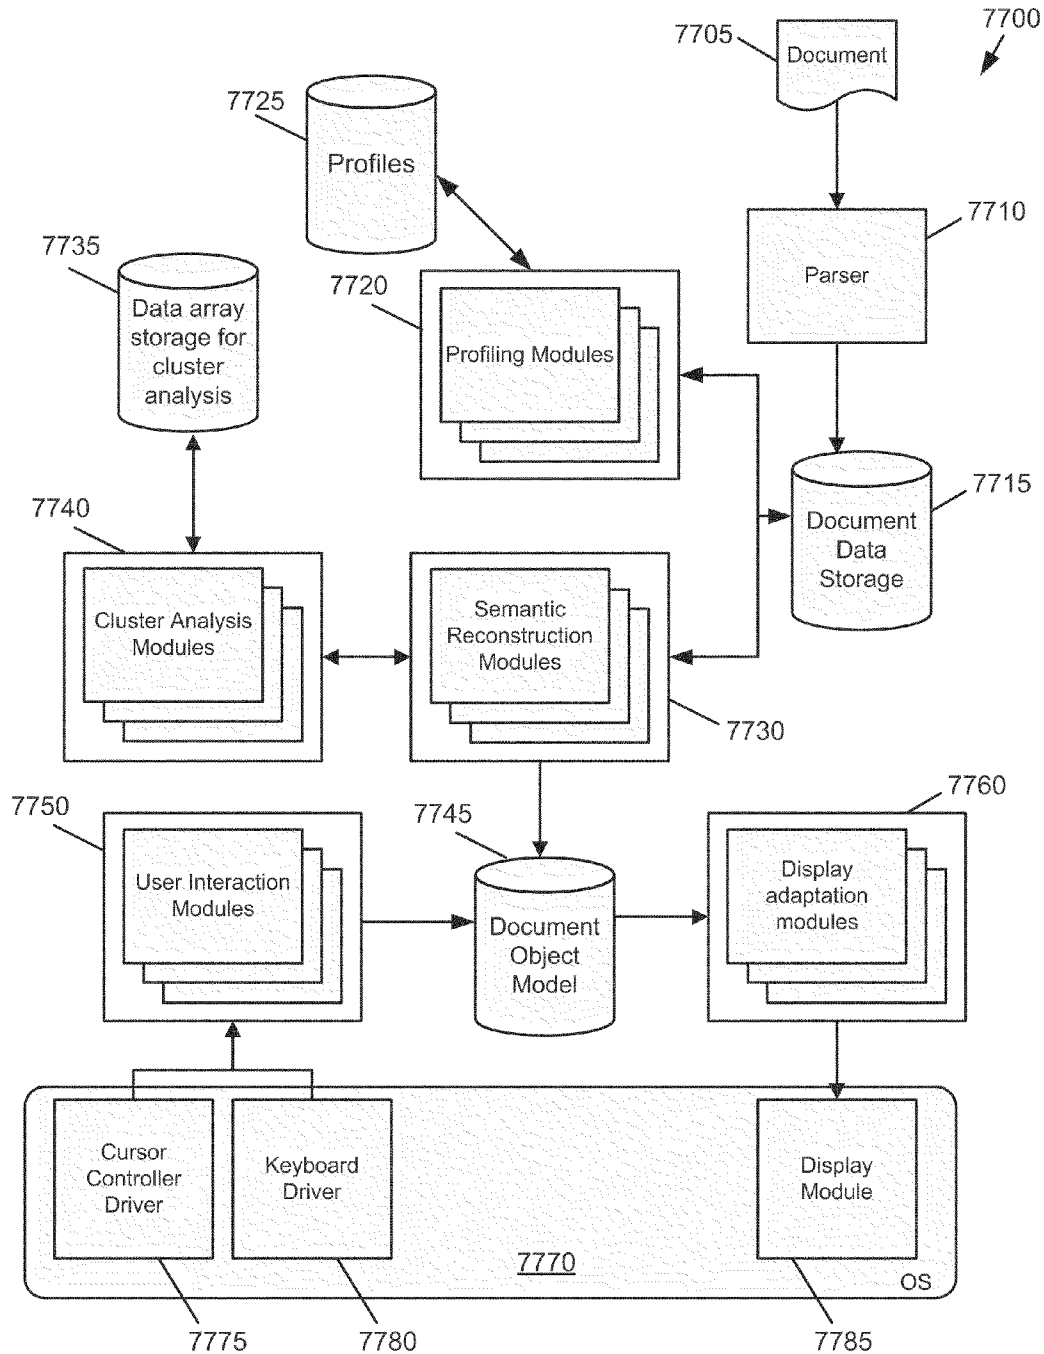 7700
7705
Document
7725
Profiles
7710
Parser
7735
Data array
storage for
cluster
analysis
7720
Profiling Modules
7715
Document
Data
Storage
7740
Cluster Analysis
Modules
Semantic
Reconstruction
Modules
7730
7750
User Interaction
Modules
7745
Document
Object
Model
7760
Display
adaptation
modules
Cursor
Controller
Driver
Keyboard
Driver
Display
Module
7770
OS
7775
7780
7785